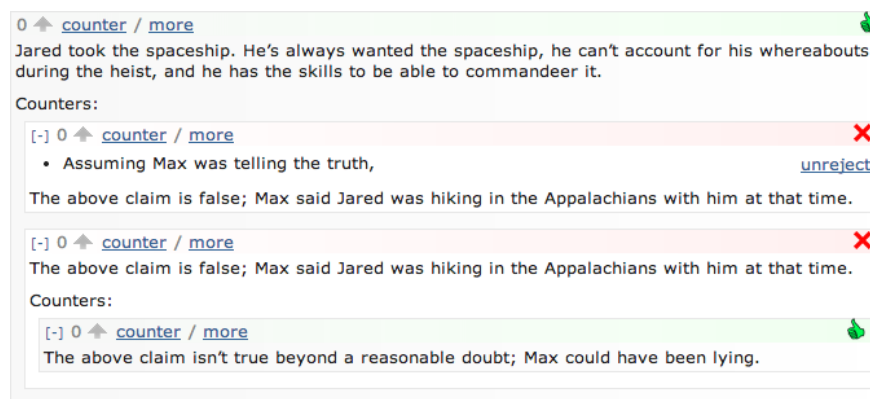 0 counter / more
Jared took the spaceship. He's always wanted the spaceship, he can't account for his whereabouts
during the heist, and he has the skills to be able to commandeer it.
Counters:
[-] 0 counter / more
• Assuming Max was telling the truth,
unreject
The above claim is false; Max said Jared was hiking in the Appalachians with him at that time.
[-] 0 counter / more
The above claim is false; Max said Jared was hiking in the Appalachians with him at that time.
Counters:
[-] 0 counter / more
The above claim isn't true beyond a reasonable doubt; Max could have been lying.